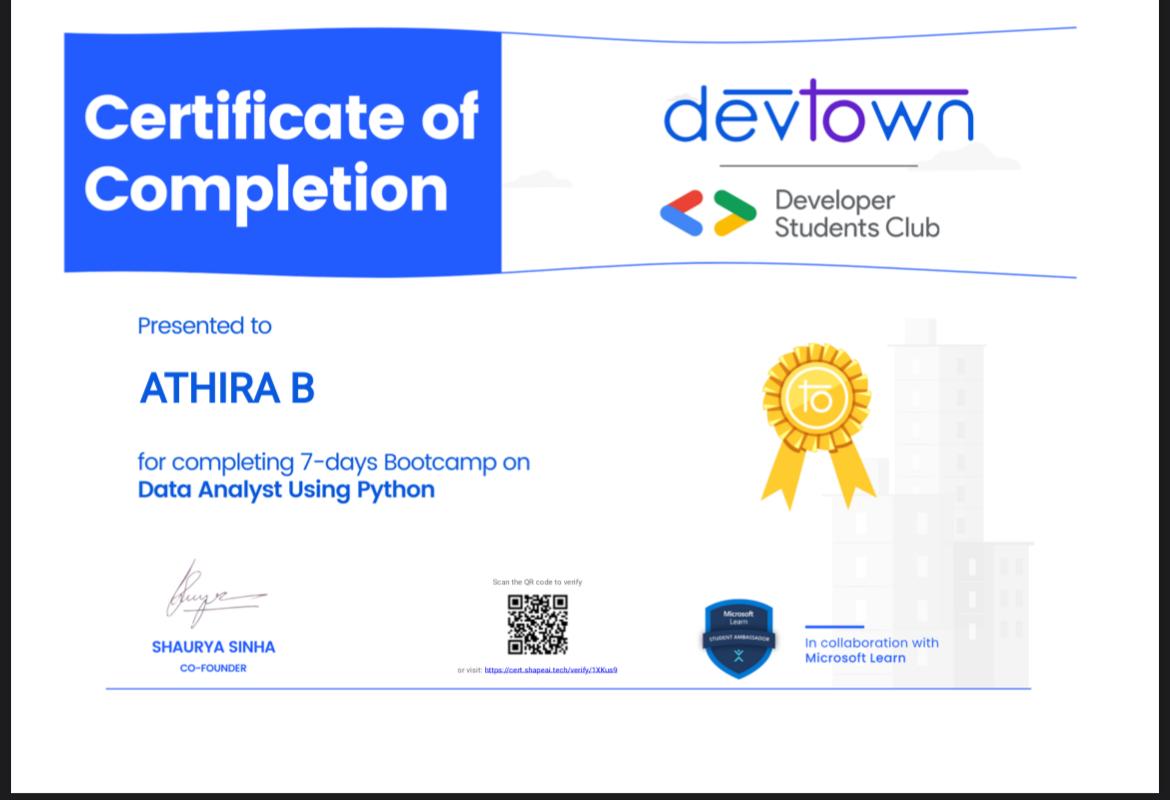 Certificate of
Completion
devtown
Developer
Students Club
Presented to
ATHIRA B
for completing 7-days Bootcamp on
Data Analyst Using Python
to
SHAURYA SINHA
CO-FOUNDER
Scan the QR code to verify
or visit: https://cert.shapeai.tech/verify/1XKus9
Microsoft
Learn
STUDENT AMBASSADOR
In collaboration with
Microsoft Learn